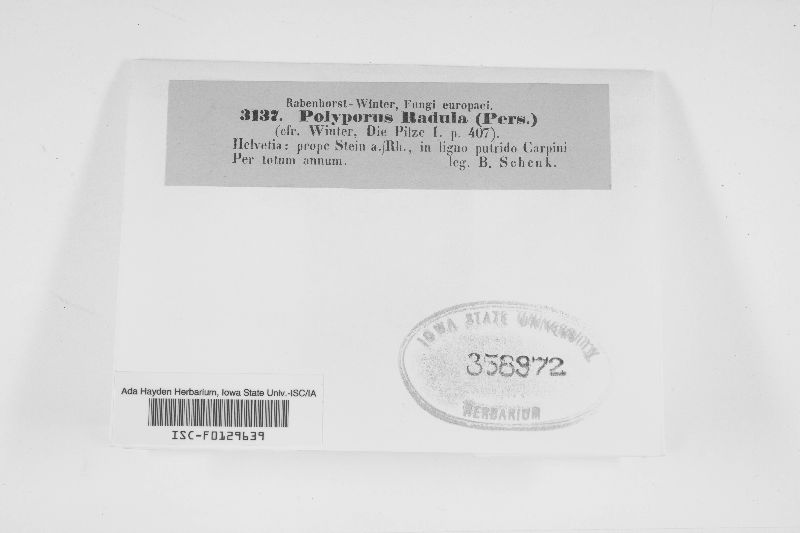 Rabenhorst-Winter, Fungi europaei.
3137. Polyporus Radula (Pers.)
(cfr. Winter, Die Pilze I. p. 407).
Helvetia: prope Stein a./Rh., in ligno putrido Carpini
Per totum annum. leg. B. Schenk.
IOWA STATE UNIVERSITY
358972
HERBARIUM
Ada Hayden Herbarium, Iowa State Univ.-ISC/IA
ISC-F0129639